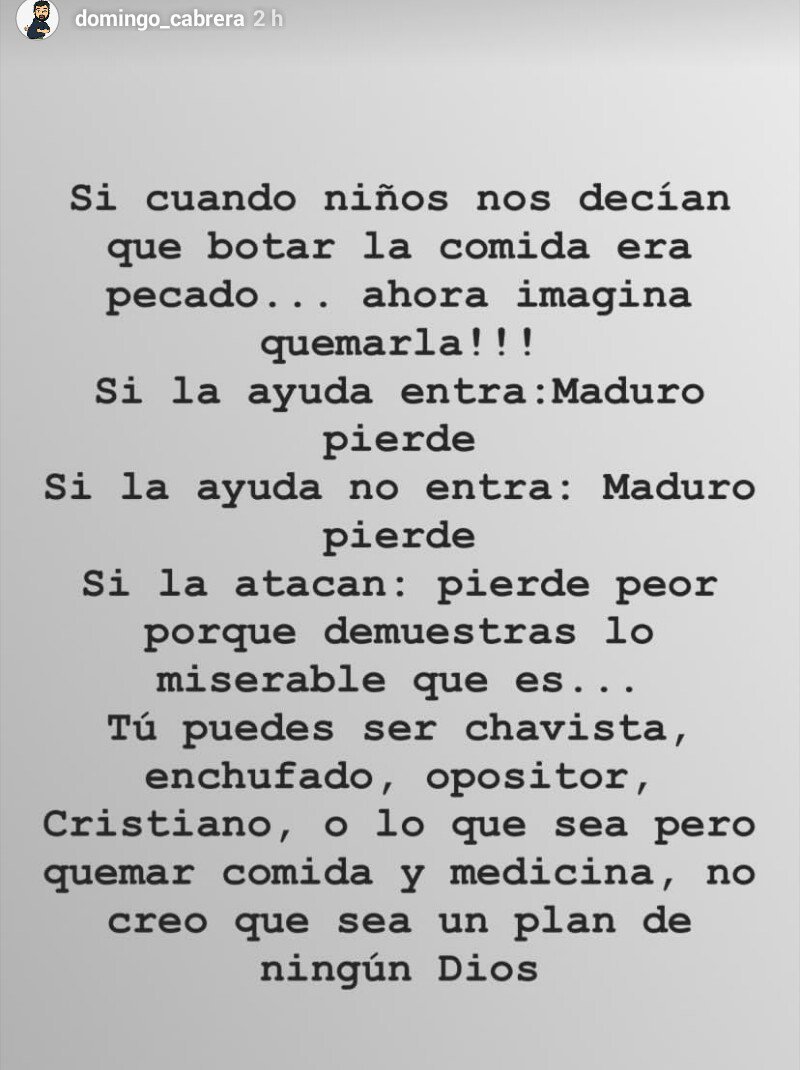 domingo_cabrera 2 h
Si cuando niños nos decían
que botar la comida era
pecado... ahora imagina
quemarla!!!
Si la ayuda entra:Maduro
pierde
Si la ayuda no entra: Maduro
pierde
Si la atacan: pierde peor
porque demuestras lo
miserable que es...
Tú puedes ser chavista,
enchufado, opositor,
Cristiano, o lo que sea pero
quemar comida y medicina, no
creo que sea un plan de
ningún Dios